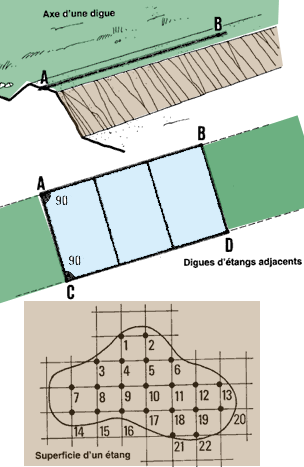 Axe d'une digue
B
A
B
A
90
90
D
Digues d'étangs adjacents
C
1 2
3 4 5 6
7 8 9 10 11 12 13
14 15 16 17 18 19 20
21 22
Superficie d'un étang